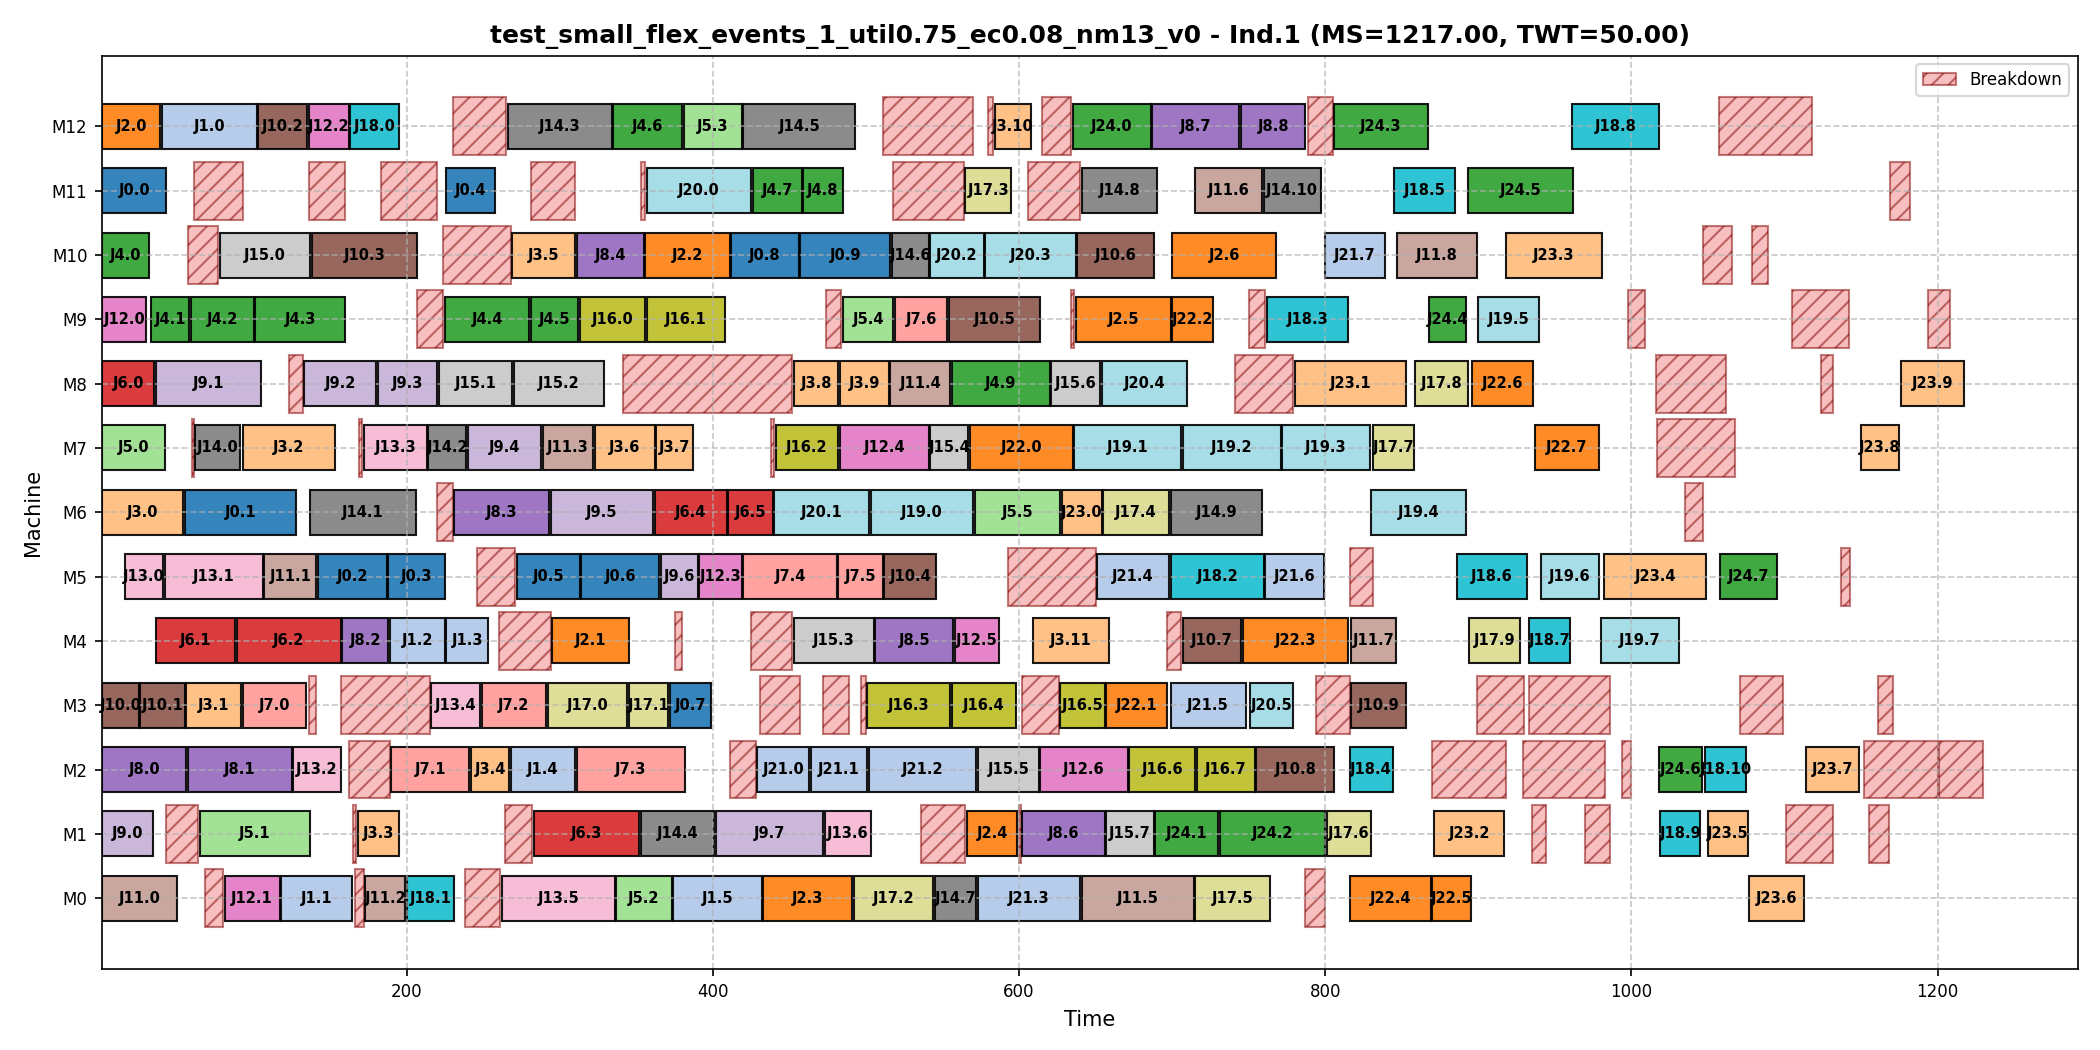 test_small_flex_events_1_util0.75_ec0.08_nm13_v0 - Ind.1 (MS=1217.00, TWT=50.00)
Breakdown
M12 J2.0 J1.0 J10.2 J12.2 J18.0 J14.3 J4.6 J5.3 J14.5 J3.10 J24.0 J8.7 J8.8 J24.3 J18.8
M11 J0.0 J0.4 J20.0 J4.7 J4.8 J17.3 J14.8 J11.6 J14.10 J18.5 J24.5
M10 J4.0 J15.0 J10.3 J3.5 J8.4 J2.2 J0.8 J0.9 J14.6 J20.2 J20.3 J10.6 J2.6 J21.7 J11.8 J23.3
M9 J12.0 J4.1 J4.2 J4.3 J4.4 J4.5 J16.0 J16.1 J5.4 J7.6 J10.5 J2.5 J22.2 J18.3 J24.4 J19.5
M8 J6.0 J9.1 J9.2 J9.3 J15.1 J15.2 J3.8 J3.9 J11.4 J4.9 J15.6 J20.4 J23.1 J17.8 J22.6 J23.9
M7 J5.0 J14.0 J3.2 J13.3 J14.2 J9.4 J11.3 J3.6 J3.7 J16.2 J12.4 J15.4 J22.0 J19.1 J19.2 J19.3 J17.7 J22.7 J23.8
M6 J3.0 J0.1 J14.1 J8.3 J9.5 J6.4 J6.5 J20.1 J19.0 J5.5 J23.0 J17.4 J14.9 J19.4
M5 J13.0 J13.1 J11.1 J0.2 J0.3 J0.5 J0.6 J9.6 J12.3 J7.4 J7.5 J10.4 J21.4 J18.2 J21.6 J18.6 J19.6 J23.4 J24.7
M4 J6.1 J6.2 J8.2 J1.2 J1.3 J2.1 J15.3 J8.5 J12.5 J3.11 J10.7 J22.3 J11.7 J17.9 J18.7 J19.7
M3 J10.0 J10.1 J3.1 J7.0 J13.4 J7.2 J17.0 J17.1 J0.7 J16.3 J16.4 J16.5 J22.1 J21.5 J20.5 J10.9
M2 J8.0 J8.1 J13.2 J7.1 J3.4 J1.4 J7.3 J21.0 J21.1 J21.2 J15.5 J12.6 J16.6 J16.7 J10.8 J18.4 J24.6 J18.10 J23.7
M1 J9.0 J5.1 J3.3 J6.3 J14.4 J9.7 J13.6 J2.4 J8.6 J15.7 J24.1 J24.2 J17.6 J23.2 J18.9 J23.5
M0 J11.0 J12.1 J1.1 J11.2 J18.1 J13.5 J5.2 J1.5 J2.3 J17.2 J14.7 J21.3 J11.5 J17.5 J22.4 J22.5 J23.6
Machine
200 400 600 800 1000 1200
Time